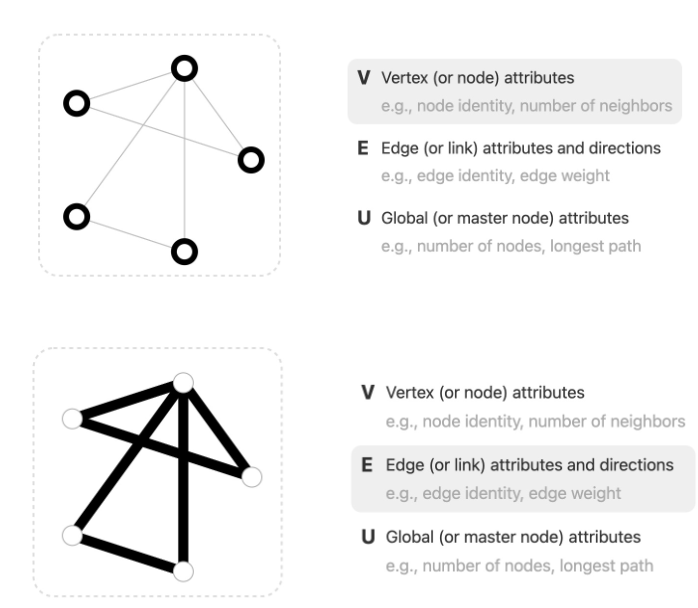 V Vertex (or node) attributes
e.g., node identity, number of neighbors
E Edge (or link) attributes and directions
e.g., edge identity, edge weight
U Global (or master node) attributes
e.g., number of nodes, longest path
V Vertex (or node) attributes
e.g., node identity, number of neighbors
E Edge (or link) attributes and directions
e.g., edge identity, edge weight
U Global (or master node) attributes
e.g., number of nodes, longest path